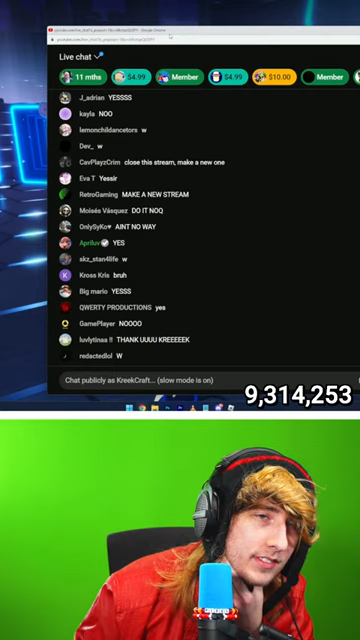 Live chat
11 mths
$4.99
Member
$4.99
$10.00
Member
J_adrian YESSSS
kayla NOO
lemonchildancetors w
Dev_ w
CavPlayzCrim close this stream, make a new one
Eva T Yessir
RetroGaming MAKE A NEW STREAM
Moisés Vásquez DO IT NOQ
OnlySyKo♥ AINT NO WAY
Apriluv YES
akz_stan4life w
Kross Kris bruh
Big mario YESSS
QWERTY PRODUCTIONS yes
GamePlayer NOOOO
luvlytinaa !! THANK UUUU KREEEEEK
redactedlol W
Chat publicly as KreekCraft... (slow mode is on)
9,314,253